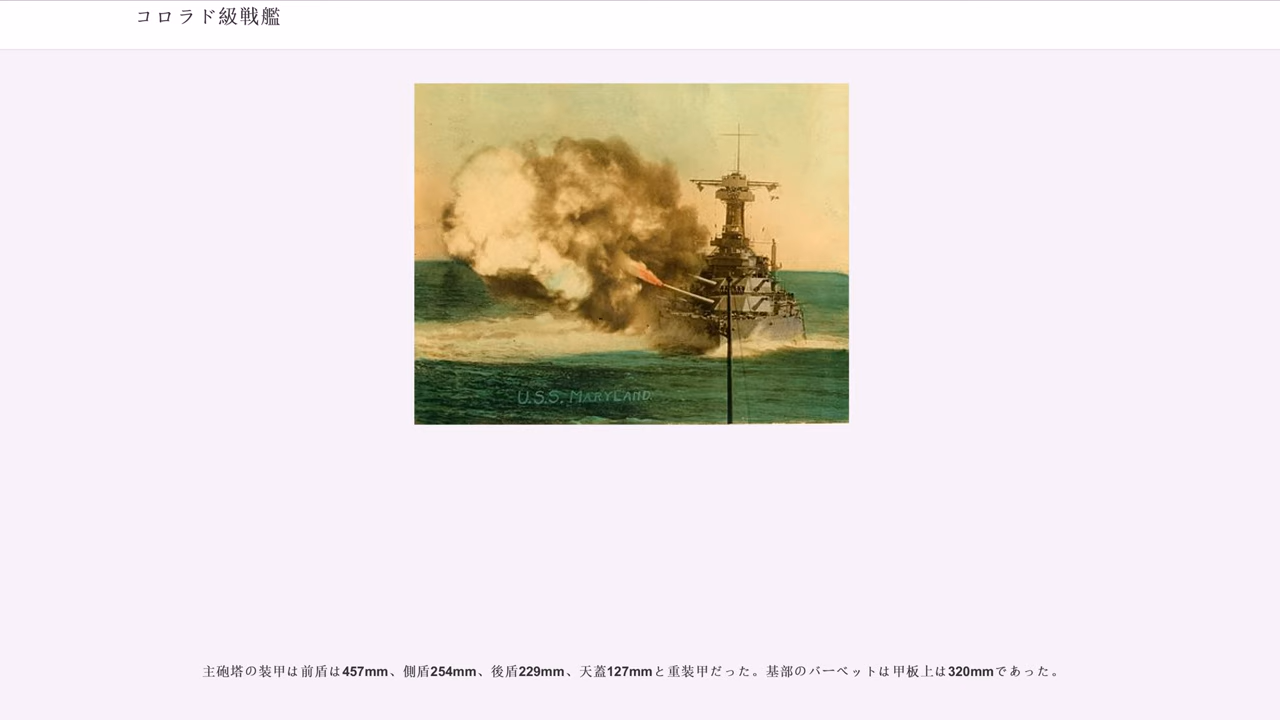 コロラド級戦艦
U.S.S. MARYLAND
主砲塔の装甲は前盾は457mm、側盾254mm、後盾229mm、天蓋127mmと重装甲だった。基部のバーベットは甲板上は320mmであった。